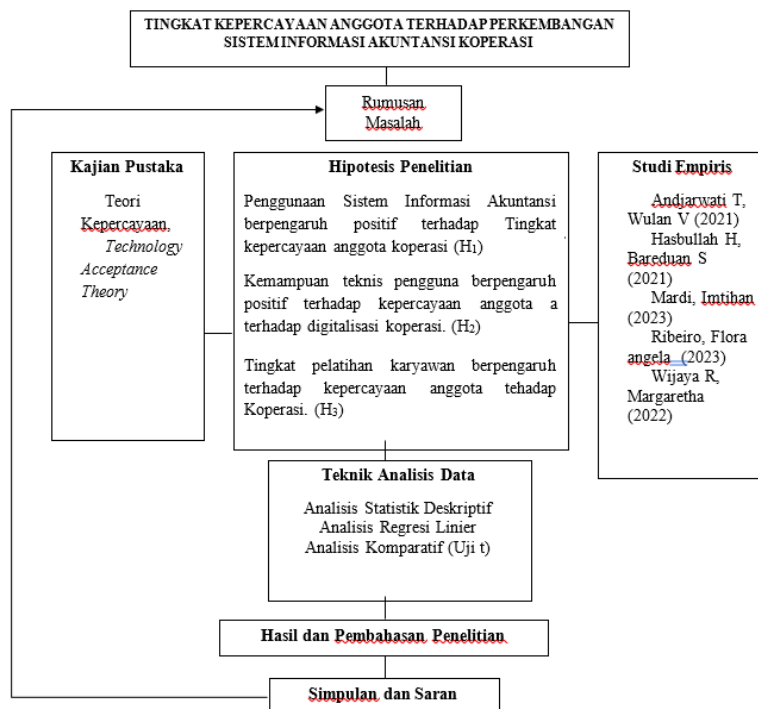 TINGKAT KEPERCAYAAN ANGGOTA TERHADAP PERKEMBANGAN
SISTEM INFORMASI AKUNTANSI KOPERASI
Rumusan
Masalah
Kajian Pustaka
Teori
Kepercayaan,
Technology
Acceptance
Theory
Hipotesis Penelitian
Penggunaan Sistem Informasi Akuntansi
berpengaruh positif terhadap Tingkat
kepercayaan anggota koperasi (H₁)
Kemampuan teknis pengguna berpengaruh
positif terhadap kepercayaan anggota a
terhadap digitalisasi koperasi. (H₂)
Tingkat pelatihan karyawan berpengaruh
terhadap kepercayaan anggota tehadap
Koperasi. (H₃)
Studi Empiris
Andjarwati T,
Wulan V (2021)
Hasbullah H,
Bareduan S
(2021)
Mardi, Imtihan
(2023)
Ribeiro, Flora
angela (2023)
Wijaya R,
Margaretha
(2022)
Teknik Analisis Data
Analisis Statistik Deskriptif
Analisis Regresi Linier
Analisis Komparatif (Uji t)
Hasil dan Pembahasan Penelitian
Simpulan dan Saran